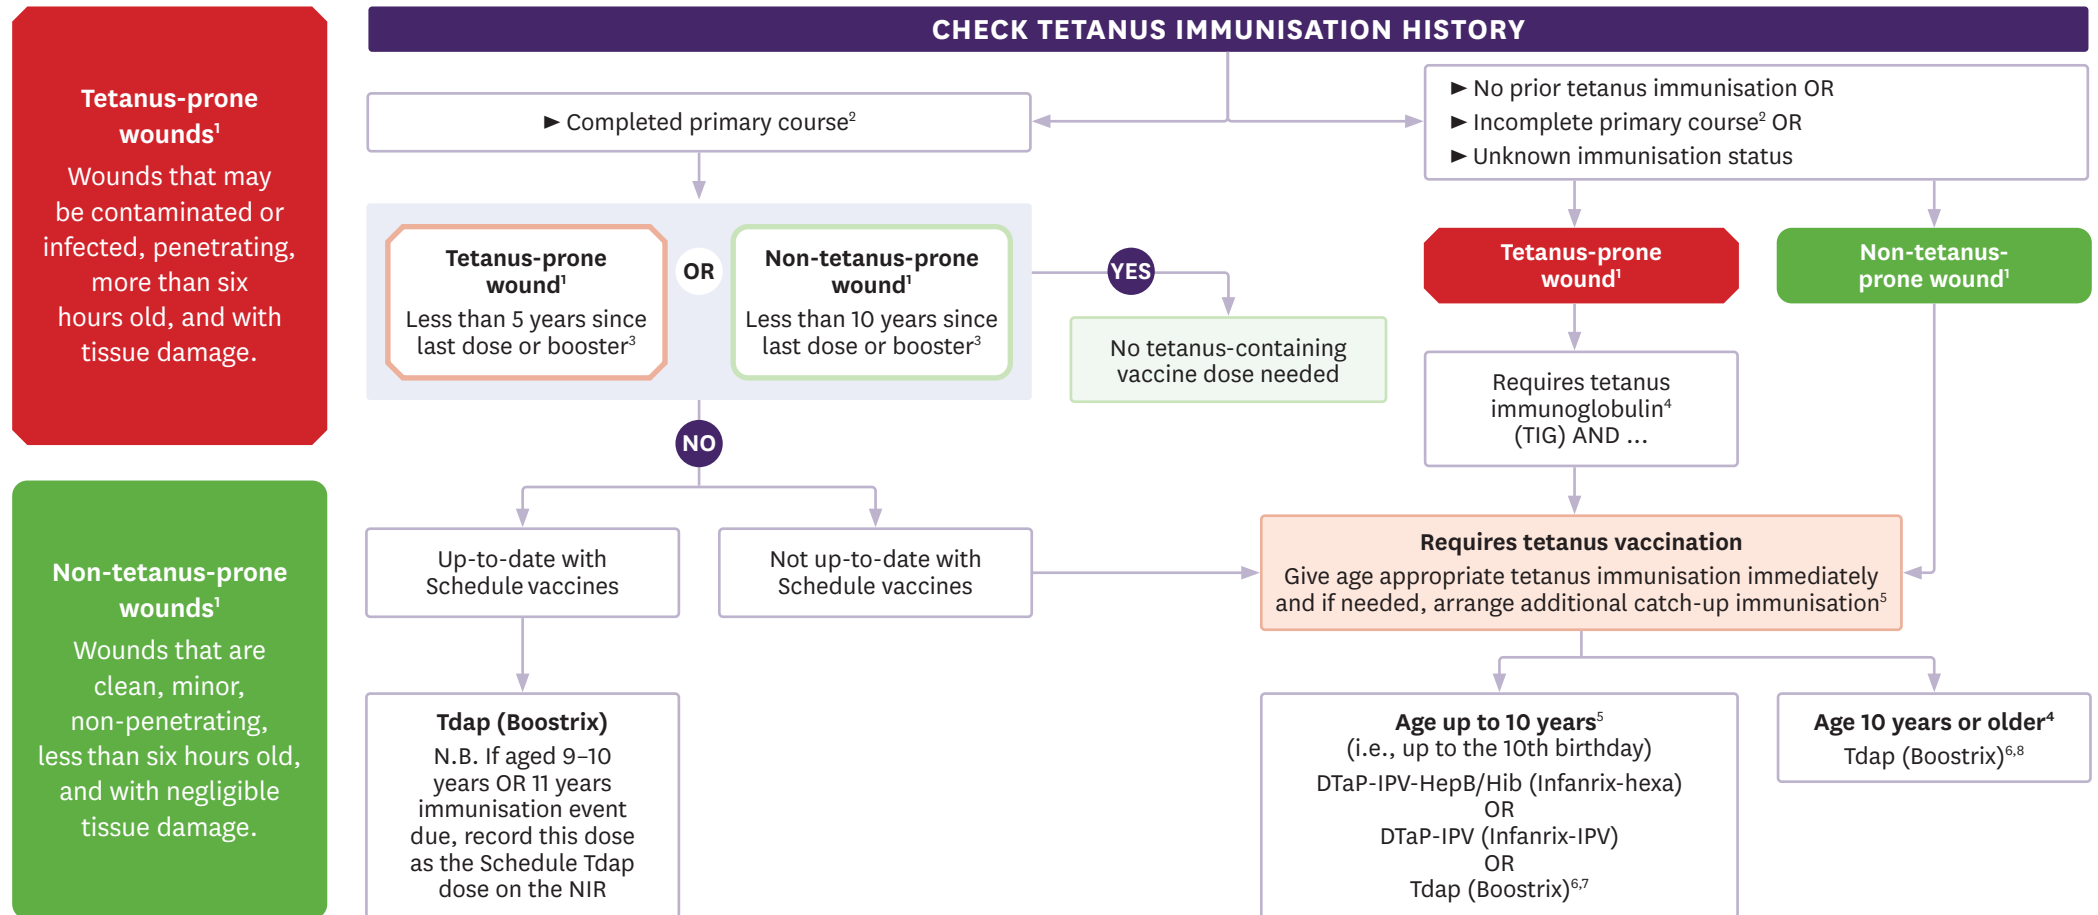 CHECK TETANUS IMMUNISATION HISTORY
Tetanus-prone
wounds¹
Wounds that may
be contaminated or
infected, penetrating,
more than six
hours old, and with
tissue damage.
Non-tetanus-prone
wounds¹
Wounds that are
clean, minor,
non-penetrating,
less than six hours old,
and with negligible
tissue damage.
► Completed primary course²
► No prior tetanus immunisation OR
► Incomplete primary course² OR
► Unknown immunisation status
Tetanus-prone
wound¹
Less than 5 years since
last dose or booster³
OR
Non-tetanus-prone
wound¹
Less than 10 years since
last dose or booster³
YES
No tetanus-containing
vaccine dose needed
NO
Up-to-date with
Schedule vaccines
Not up-to-date with
Schedule vaccines
Tdap (Boostrix)
N.B. If aged 9–10
years OR 11 years
immunisation event
due, record this dose
as the Schedule Tdap
dose on the NIR
Tetanus-prone
wound¹
Non-tetanus-
prone wound¹
Requires tetanus
immunoglobulin⁴
(TIG) AND ...
Requires tetanus vaccination
Give age appropriate tetanus immunisation immediately
and if needed, arrange additional catch-up immunisation⁵
Age up to 10 years⁵
(i.e., up to the 10th birthday)
DTaP-IPV-HepB/Hib (Infanrix-hexa)
OR
DTaP-IPV (Infanrix-IPV)
OR
Tdap (Boostrix)⁶,⁷
Age 10 years or older⁴
Tdap (Boostrix)⁶,⁸